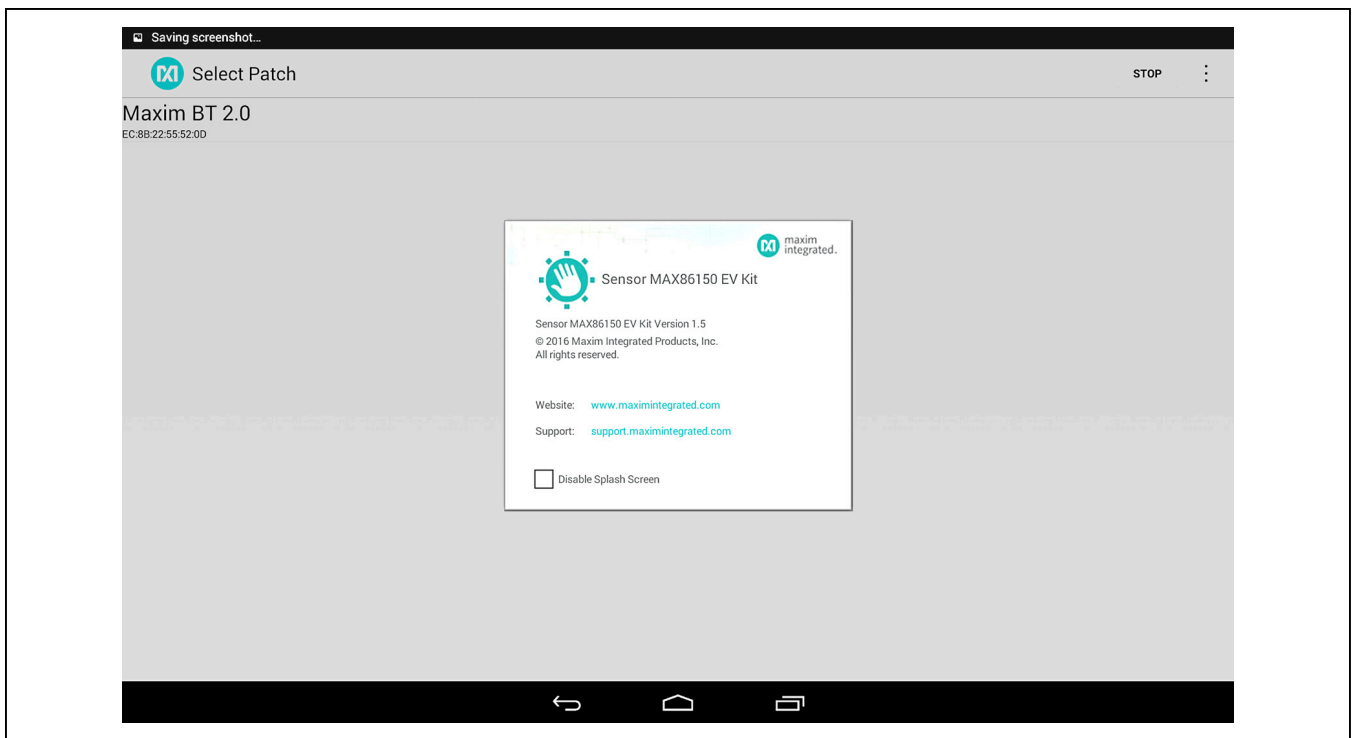 Saving screenshot...
Select Patch
STOP
Maxim BT 2.0
EC:8B:22:55:52:0D
maxim
integrated.
Sensor MAX86150 EV Kit
Sensor MAX86150 EV Kit Version 1.5
© 2016 Maxim Integrated Products, Inc.
All rights reserved.
Website: www.maximintegrated.com
Support: support.maximintegrated.com
Disable Splash Screen